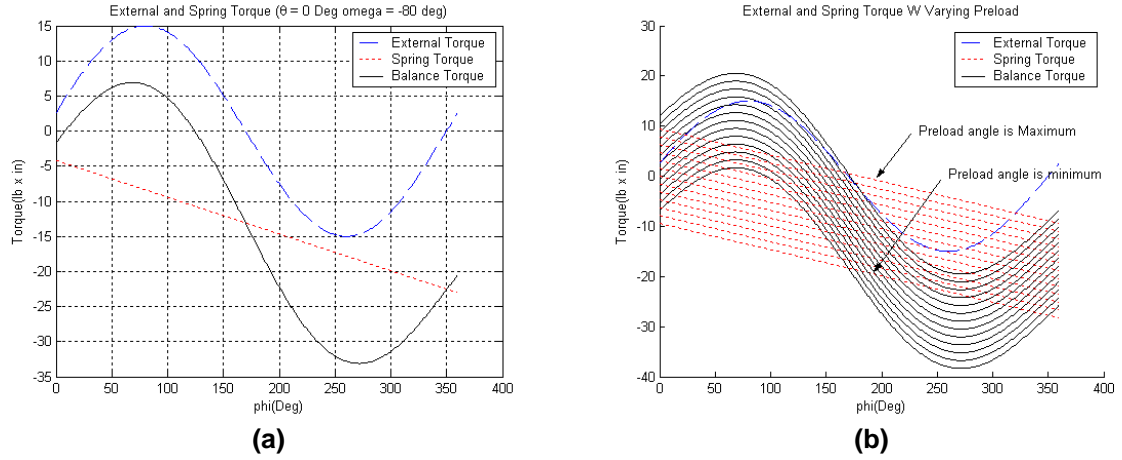 External and Spring Torque (θ = 0 Deg omega = -80 deg)
15
10
5
0
-5
-10
-15
-20
-25
-30
-35
Torque(lb x in)
External Torque
Spring Torque
Balance Torque
0
50
100
150
200
250
300
350
400
phi(Deg)
(a)
External and Spring Torque W Varying Preload
30
20
10
0
-10
-20
-30
-40
Torque(lb x in)
External Torque
Spring Torque
Balance Torque
Preload angle is Maximum
Preload angle is minimum
0
50
100
150
200
250
300
350
400
phi(Deg)
(b)